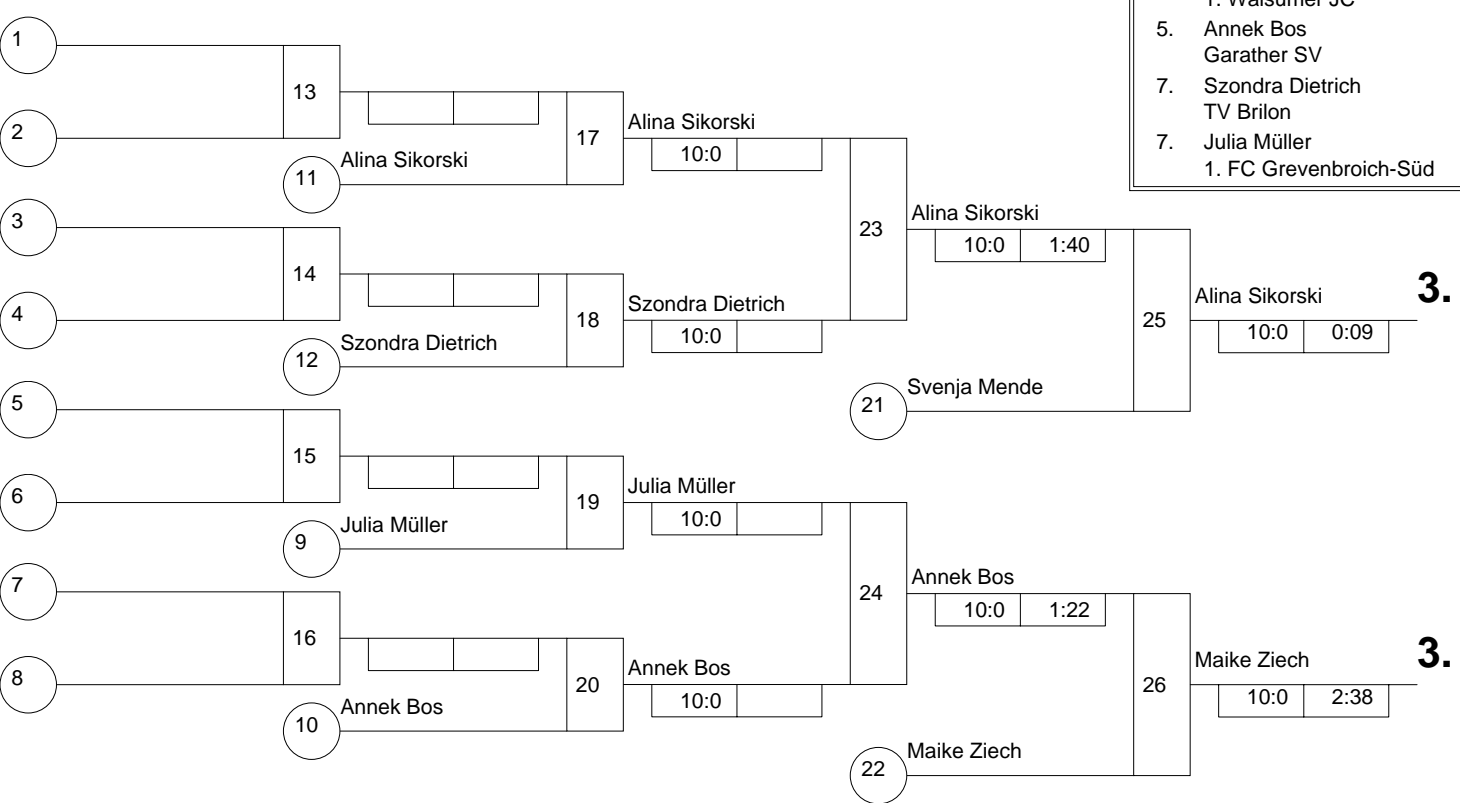 1. Walsumer JC
5. Annek Bos
Garather SV
7. Szondra Dietrich
TV Brilon
7. Julia Müller
1. FC Grevenbroich-Süd
1
13
2
17
Alina Sikorski
10:0
11
Alina Sikorski
3
23
Alina Sikorski
10:0 1:40
14
4
18
Szondra Dietrich
10:0
12
Szondra Dietrich
25
Alina Sikorski
3.
10:0 0:09
5
21
Svenja Mende
15
6
19
Julia Müller
10:0
9
Julia Müller
7
24
Annek Bos
10:0 1:22
16
8
20
Annek Bos
10:0
10
Annek Bos
26
Maike Ziech
3.
10:0 2:38
22
Maike Ziech